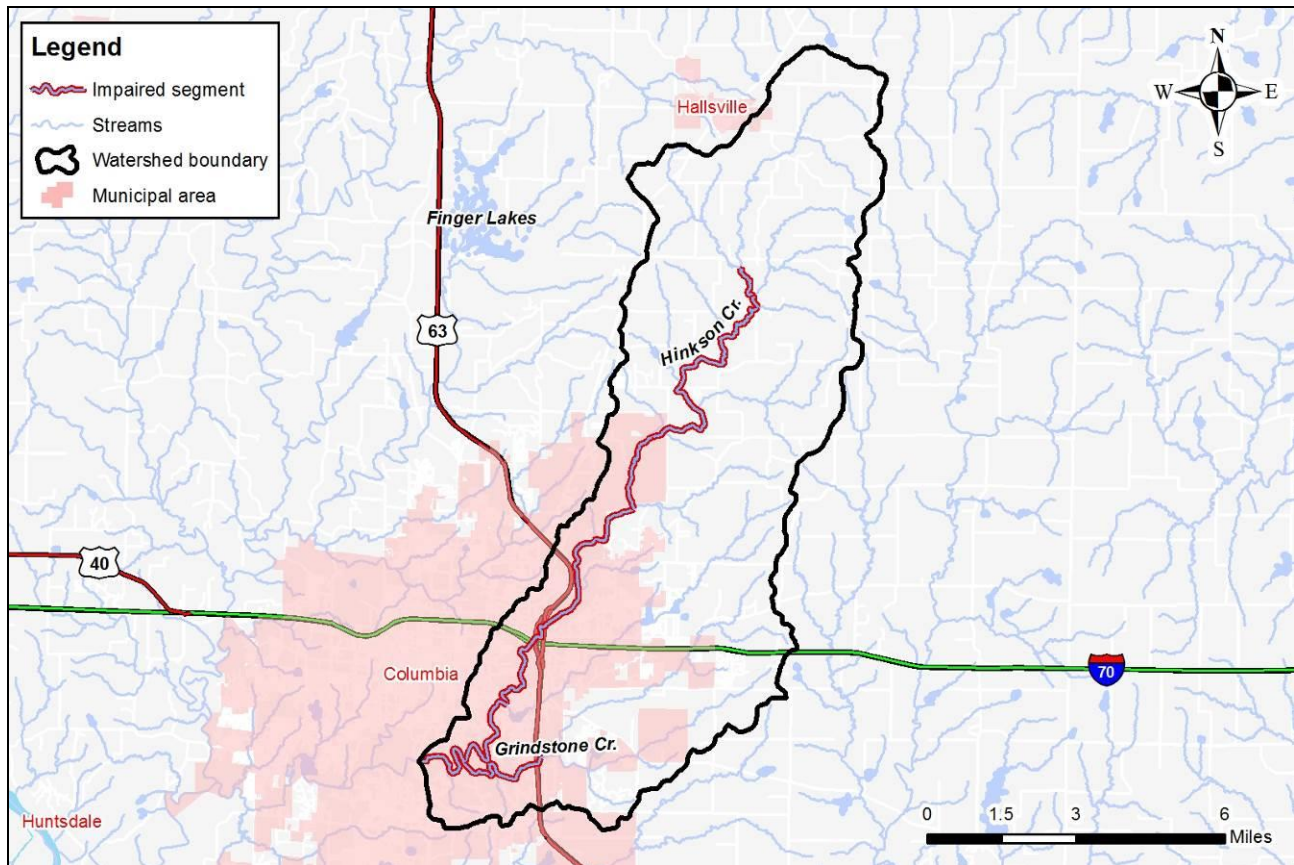 Legend
Impaired segment
Streams
Watershed boundary
Municipal area
N
W E
S
Hallsville
Finger Lakes
63
Hinkson Cr.
40
Columbia
70
Grindstone Cr.
Huntsdale
0 1.5 3 6
Miles